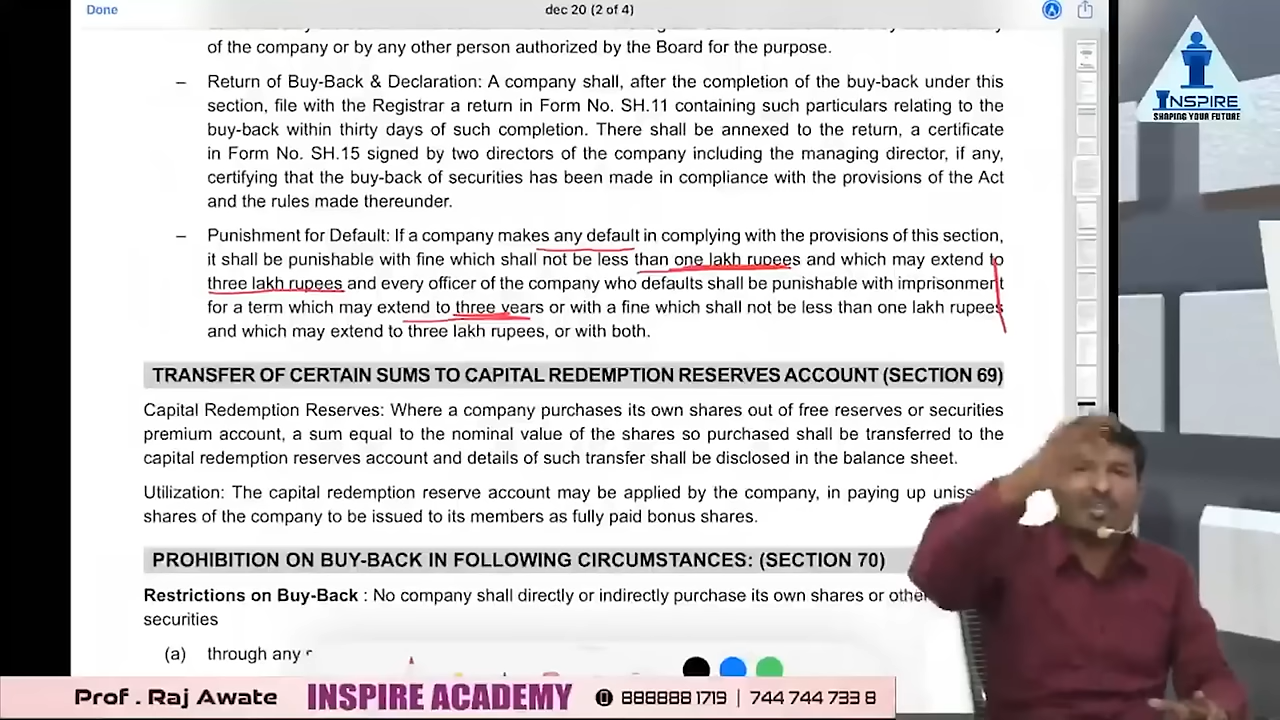 Done
dec 20 (2 of 4)
of the company or by any other person authorized by the Board for the purpose.
– Return of Buy-Back & Declaration: A company shall, after the completion of the buy-back under this
section, file with the Registrar a return in Form No. SH.11 containing such particulars relating to the
buy-back within thirty days of such completion. There shall be annexed to the return, a certificate
in Form No. SH.15 signed by two directors of the company including the managing director, if any,
certifying that the buy-back of securities has been made in compliance with the provisions of the Act
and the rules made thereunder.
– Punishment for Default: If a company makes any default in complying with the provisions of this section,
it shall be punishable with fine which shall not be less than one lakh rupees and which may extend to
three lakh rupees and every officer of the company who defaults shall be punishable with imprisonment
for a term which may extend to three years or with a fine which shall not be less than one lakh rupees
and which may extend to three lakh rupees, or with both.
TRANSFER OF CERTAIN SUMS TO CAPITAL REDEMPTION RESERVES ACCOUNT (SECTION 69)
Capital Redemption Reserves: Where a company purchases its own shares out of free reserves or securities
premium account, a sum equal to the nominal value of the shares so purchased shall be transferred to the
capital redemption reserves account and details of such transfer shall be disclosed in the balance sheet.
Utilization: The capital redemption reserve account may be applied by the company, in paying up
shares of the company to be issued to its members as fully paid bonus shares.
PROHIBITION ON BUY-BACK IN FOLLOWING CIRCUMSTANCES: (SECTION 70)
Restrictions on Buy-Back : No company shall directly or indirectly purchase its own shares or
securities
(a) through any
INSPIRE
SHAPING YOUR FUTURE
Prof . Raj Awate INSPIRE ACADEMY 888888 1719 | 744 744 733 8